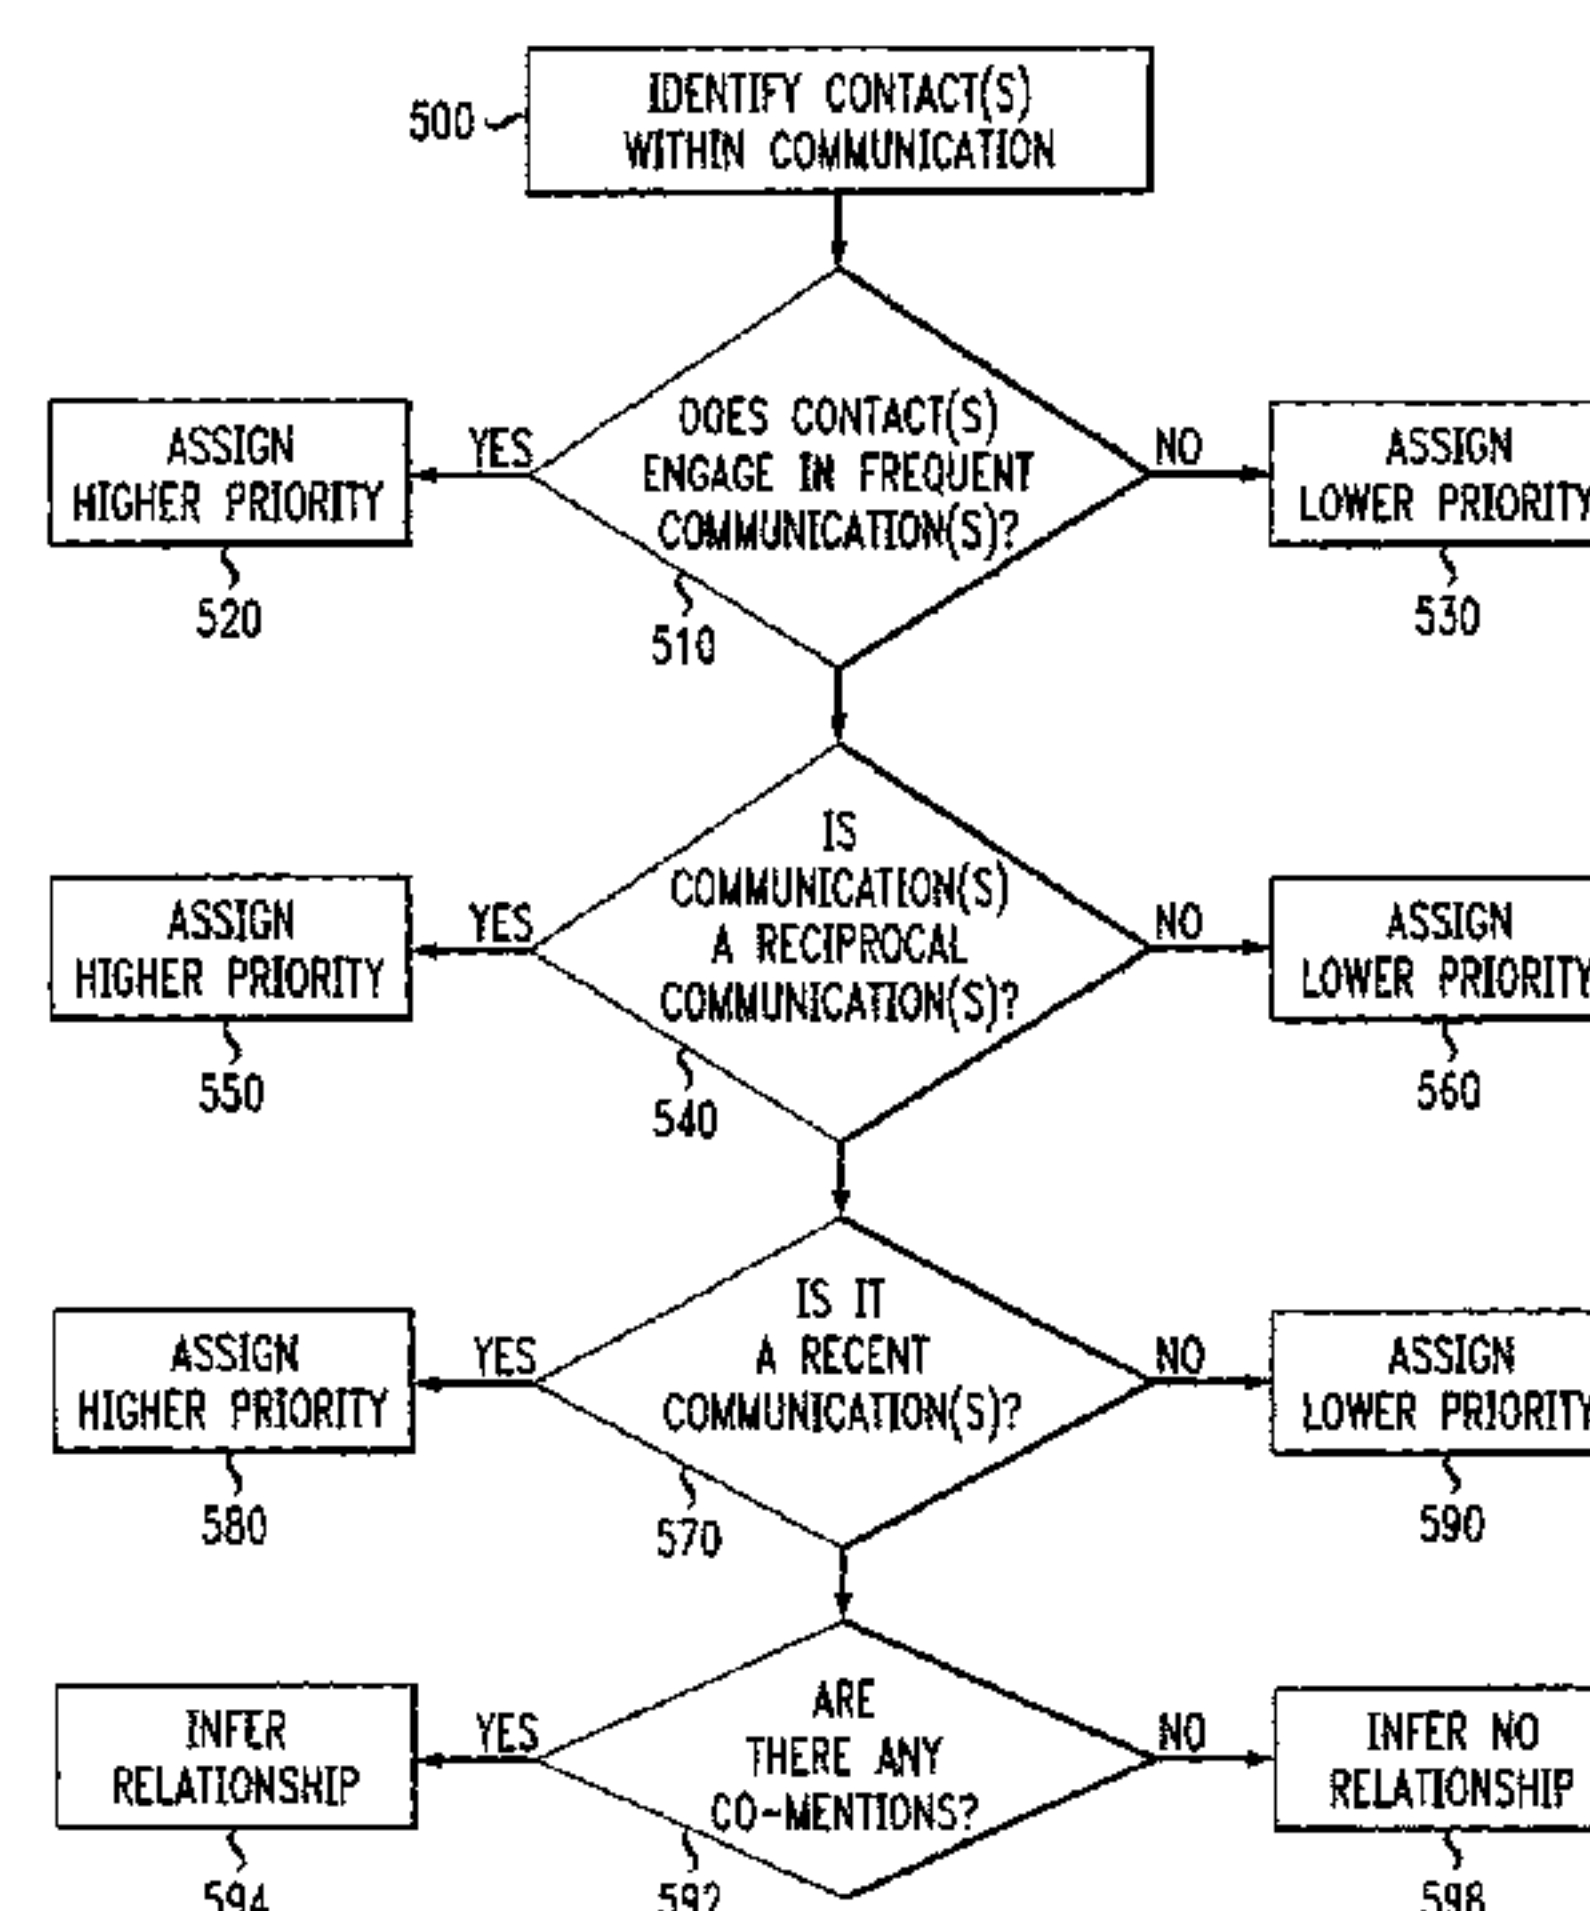 500
IDENTIFY CONTACT(S)
WITHIN COMMUNICATION
DOES CONTACT(S)
ENGAGE IN FREQUENT
COMMUNICATION(S)?
510
YES
ASSIGN
HIGHER PRIORITY
520
NO
ASSIGN
LOWER PRIORITY
530
IS
COMMUNICATION(S)
A RECIPROCAL
COMMUNICATION(S)?
540
YES
ASSIGN
HIGHER PRIORITY
550
NO
ASSIGN
LOWER PRIORITY
560
IS IT
A RECENT
COMMUNICATION(S)?
570
YES
ASSIGN
HIGHER PRIORITY
580
NO
ASSIGN
LOWER PRIORITY
590
ARE
THERE ANY
CO-MENTIONS?
592
YES
INFER
RELATIONSHIP
594
NO
INFER NO
RELATIONSHIP
598